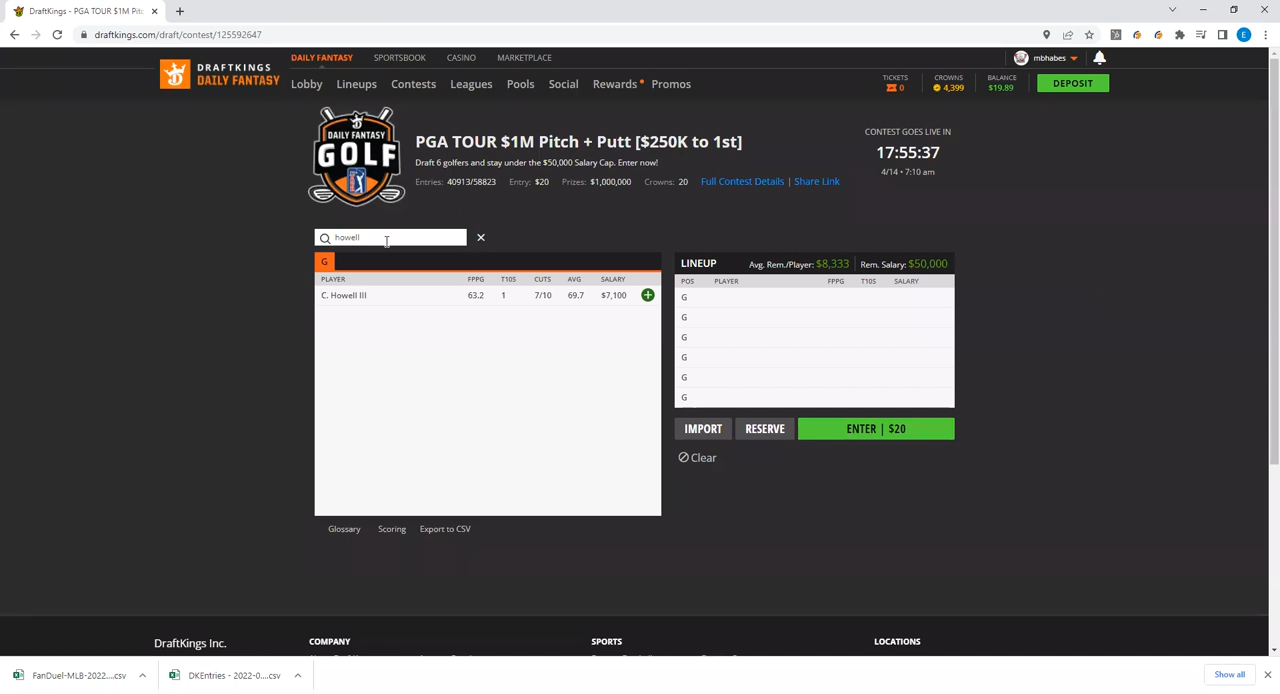 DraftKings - PGA TOUR $1M Pitc
draftkings.com/draft/contest/125592647
E
DAILY FANTASY SPORTSBOOK CASINO MARKETPLACE mbhabes
DRAFTKINGS
DAILY FANTASY
Lobby Lineups Contests Leagues Pools Social Rewards Promos
TICKETS CROWNS BALANCE
0 4,399 $19.89 DEPOSIT
DAILY FANTASY
GOLF
PGA TOUR
PGA TOUR $1M Pitch + Putt [$250K to 1st]
Draft 6 golfers and stay under the $50,000 Salary Cap. Enter now!
Entries: 40913/58823 Entry: $20 Prizes: $1,000,000 Crowns: 20 Full Contest Details | Share Link
CONTEST GOES LIVE IN
17:55:37
4/14 • 7:10 am
howell
G
PLAYER FPPG T10S CUTS AVG SALARY
C. Howell III 63.2 1 7/10 69.7 $7,100
LINEUP Avg. Rem./Player: $8,333 Rem. Salary: $50,000
POS PLAYER FPPG T10S SALARY
G
G
G
G
G
G
IMPORT RESERVE ENTER | $20
Clear
Glossary Scoring Export to CSV
DraftKings Inc. COMPANY SPORTS LOCATIONS
FanDuel-MLB-2022....csv DKEntries - 2022-0....csv Show all